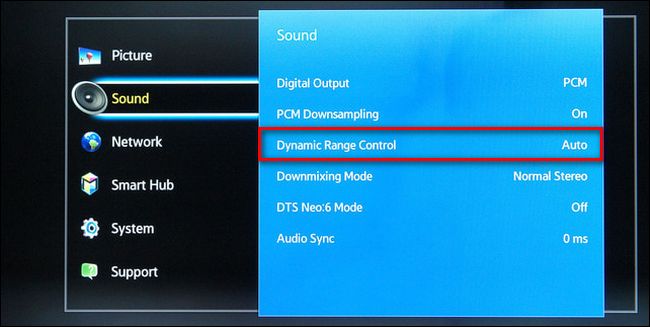 Picture
Sound
Network
Smart Hub
System
Support
Sound
Digital Output PCM
PCM Downsampling On
Dynamic Range Control Auto
Downmixing Mode Normal Stereo
DTS Neo:6 Mode Off
Audio Sync 0 ms